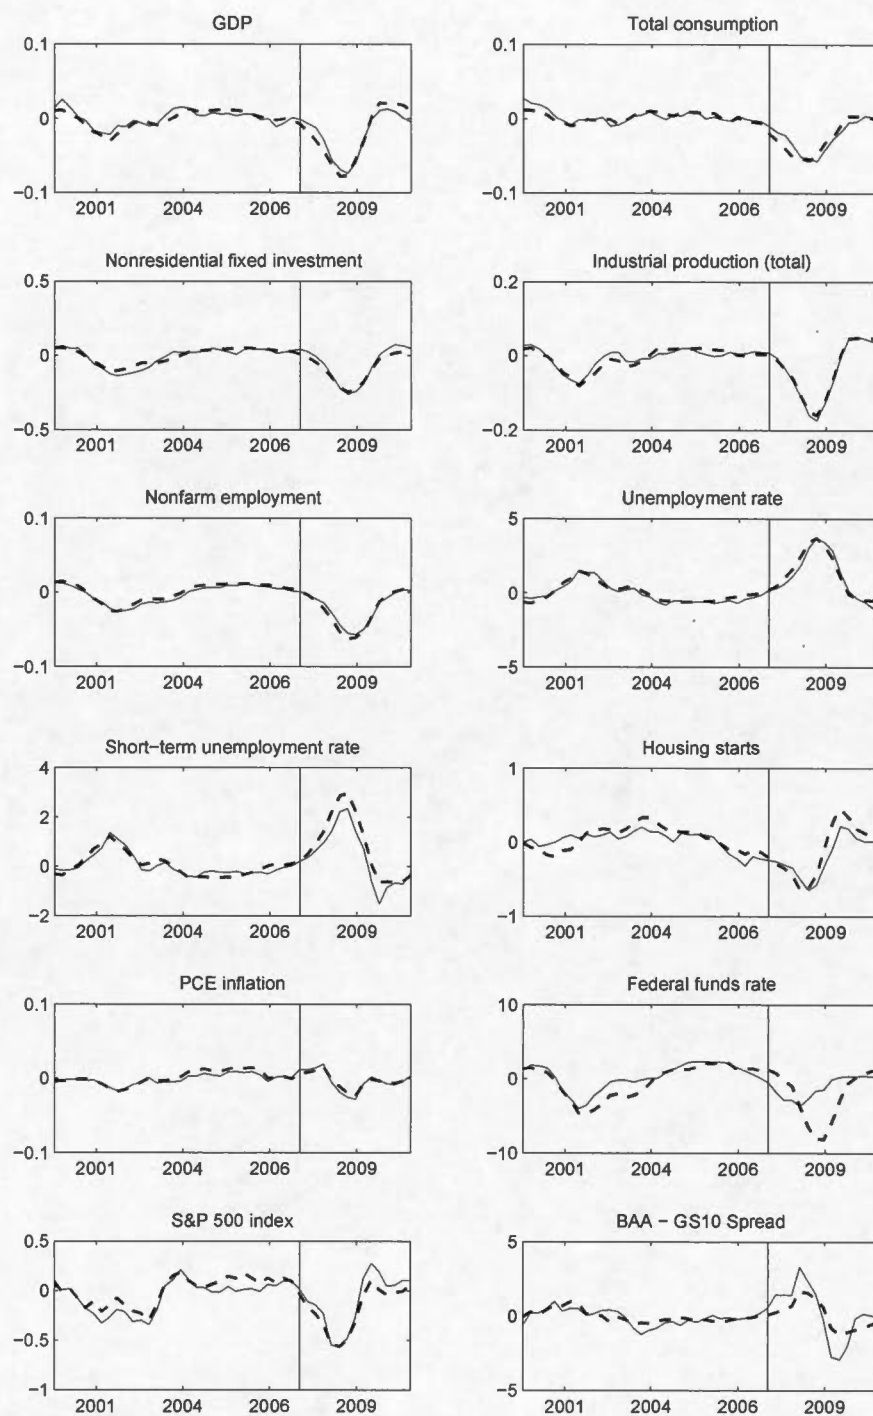 GDP
0.1
0
−0.1
2001 2004 2006 2009
Total consumption
0.1
0
−0.1
2001 2004 2006 2009
Nonresidential fixed investment
0.5
0
−0.5
2001 2004 2006 2009
Industrial production (total)
0.2
0
−0.2
2001 2004 2006 2009
Nonfarm employment
0.1
0
−0.1
2001 2004 2006 2009
Unemployment rate
5
0
−5
2001 2004 2006 2009
Short−term unemployment rate
4
2
0
−2
2001 2004 2006 2009
Housing starts
1
0
−1
2001 2004 2006 2009
PCE inflation
0.1
0
−0.1
2001 2004 2006 2009
Federal funds rate
10
0
−10
2001 2004 2006 2009
S&P 500 index
0.5
0
−0.5
−1
2001 2004 2006 2009
BAA − GS10 Spread
5
0
−5
2001 2004 2006 2009